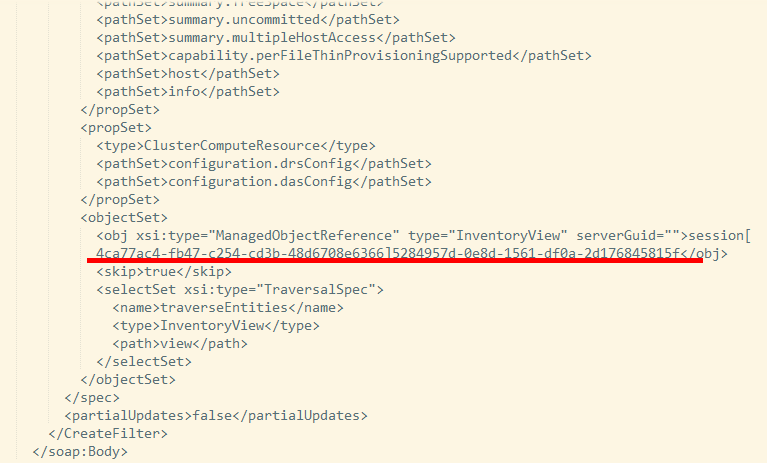 <pathSet>summary.freeSpace</pathSet>
<pathSet>summary.uncommitted</pathSet>
<pathSet>summary.multipleHostAccess</pathSet>
<pathSet>capability.perFileThinProvisioningSupported</pathSet>
<pathSet>host</pathSet>
<pathSet>info</pathSet>
</propSet>
<propSet>
<type>ClusterComputeResource</type>
<pathSet>configuration.drsConfig</pathSet>
<pathSet>configuration.dasConfig</pathSet>
</propSet>
<objectSet>
<obj xsi:type="ManagedObjectReference" type="InventoryView" serverGuid="">session[
4ca77ac4-fb47-c254-cd3b-48d6708e6366]5284957d-0e8d-1561-df0a-2d176845815f</obj>
<skip>true</skip>
<selectSet xsi:type="TraversalSpec">
<name>traverseEntities</name>
<type>InventoryView</type>
<path>view</path>
</selectSet>
</objectSet>
</spec>
<partialUpdates>false</partialUpdates>
</CreateFilter>
</soap:Body>